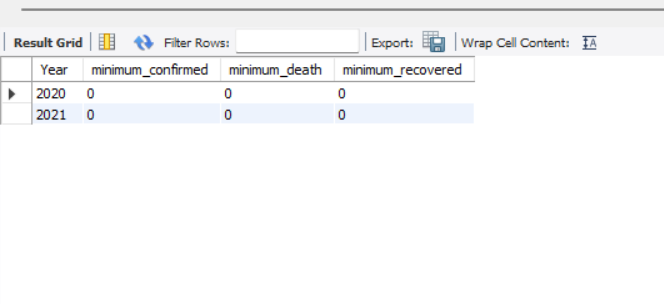 Result Grid Filter Rows: Export: Wrap Cell Content: IA
Year minimum_confirmed minimum_death minimum_recovered
2020 0 0 0
2021 0 0 0